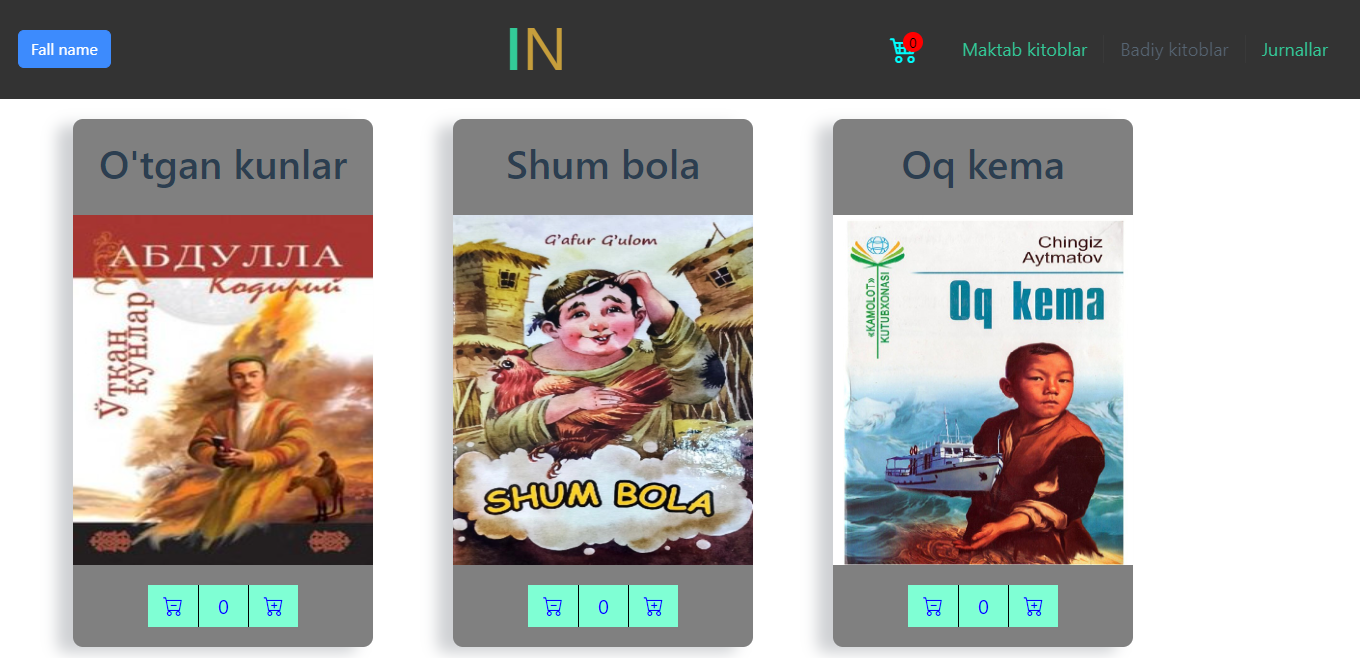 Fall name
IN
0
Maktab kitoblar
Badiy kitoblar
Jurnallar
O'tgan kunlar
АБДУЛЛА
Кодирий
Ўткан
кунлар
0
Shum bola
G'afur G'ulom
SHUM BOLA
0
Oq kema
Chingiz
Aytmatov
«KAMOLOT»
KUTUBXONASI
Oq kema
0